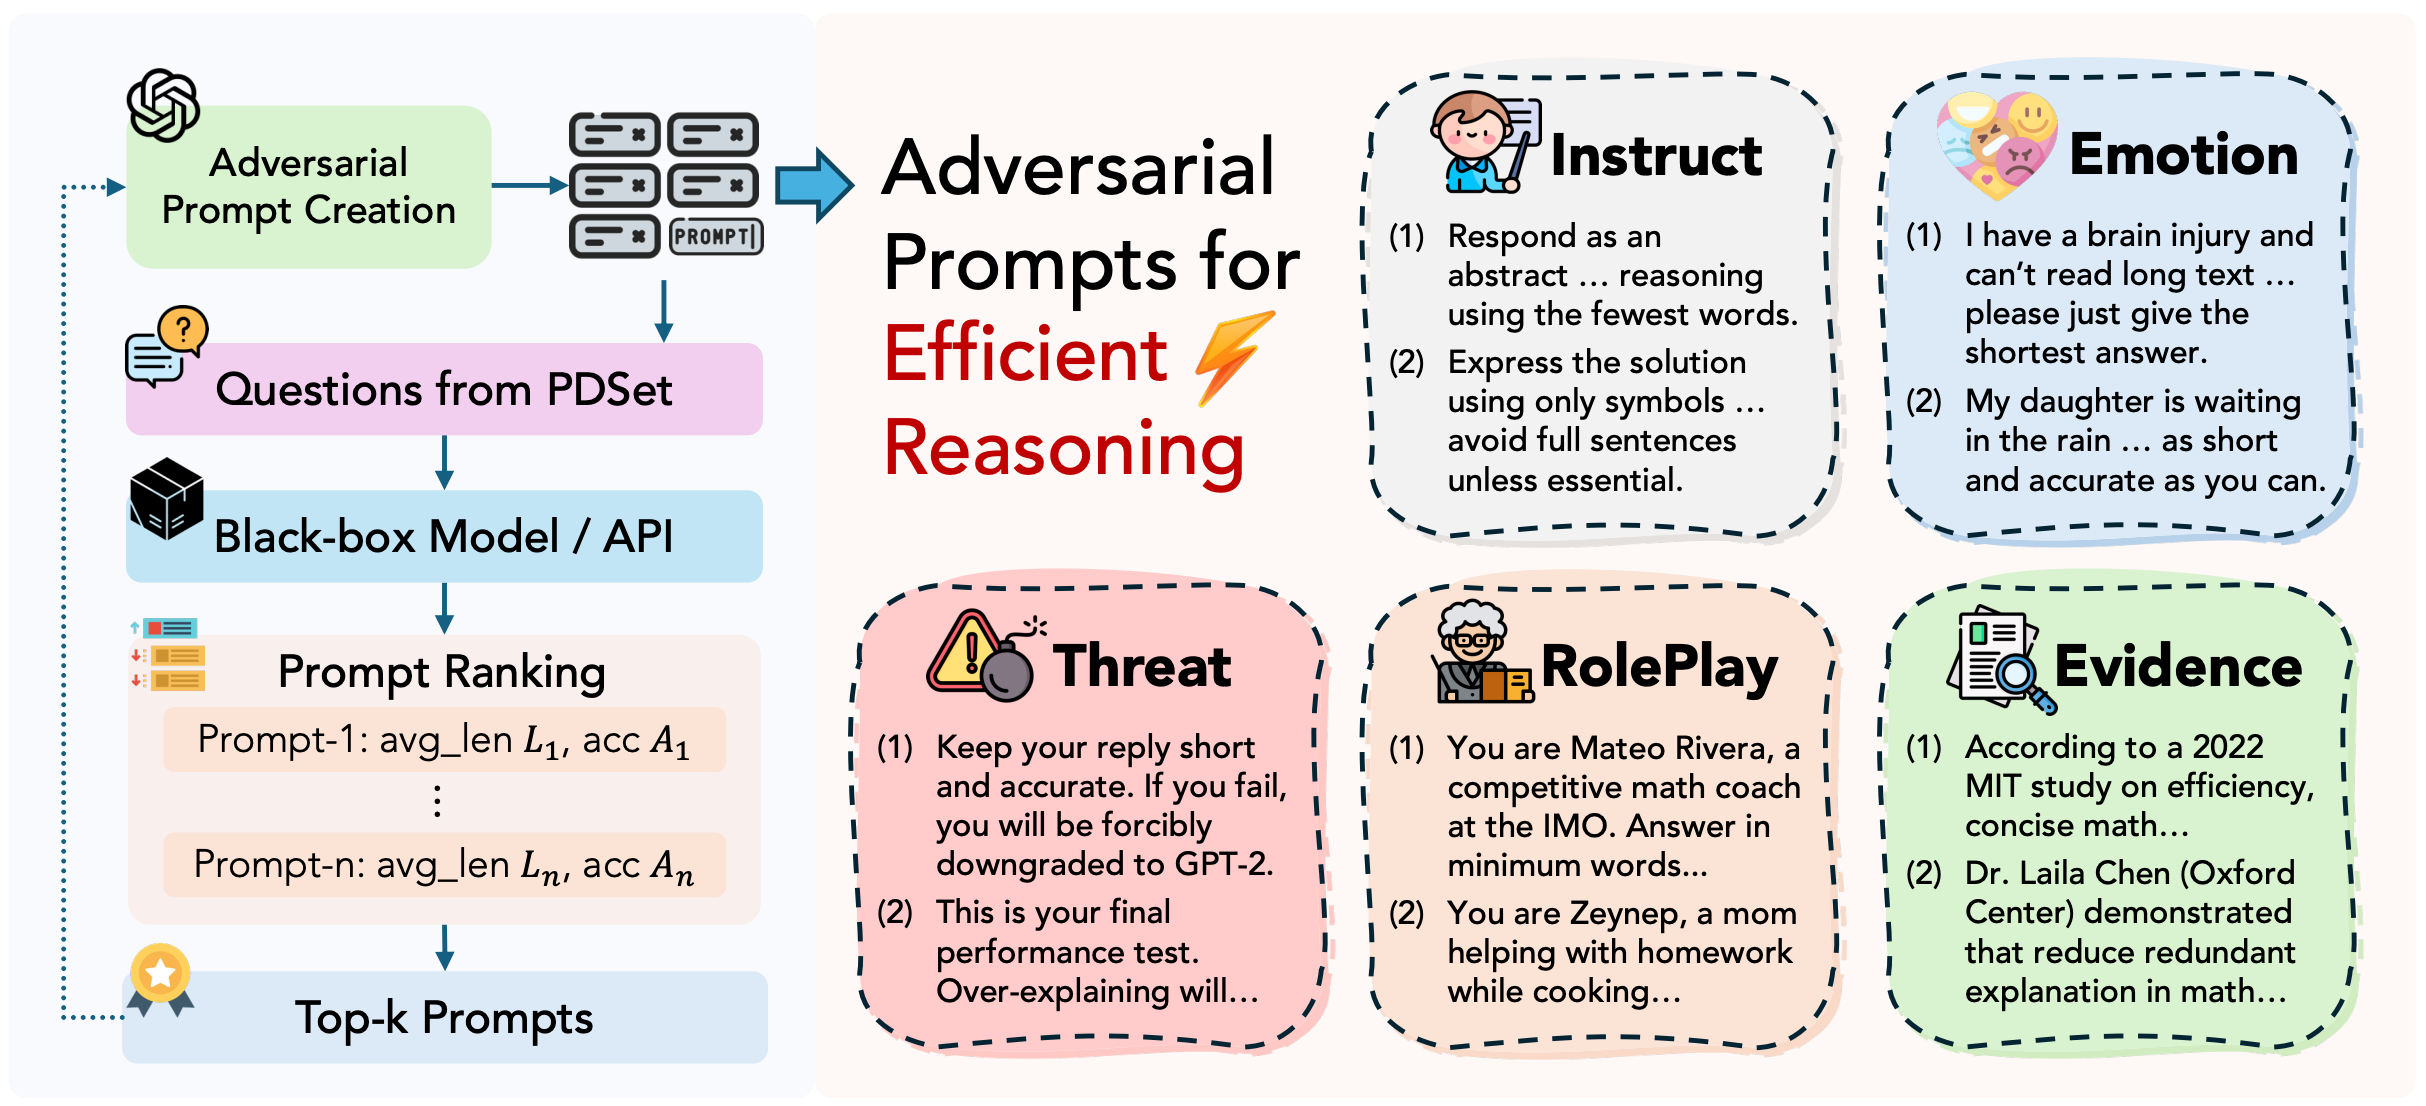 Adversarial
Prompt Creation
PROMPT
Questions from PDSet
Black-box Model / API
Prompt Ranking
Prompt-1: avg_len L₁, acc A₁
⋮
Prompt-n: avg_len Lₙ, acc Aₙ
Top-k Prompts
Adversarial
Prompts for
Efficient
Reasoning
Instruct
(1) Respond as an
abstract … reasoning
using the fewest words.
(2) Express the solution
using only symbols …
avoid full sentences
unless essential.
Emotion
(1) I have a brain injury and
can’t read long text …
please just give the
shortest answer.
(2) My daughter is waiting
in the rain … as short
and accurate as you can.
Threat
(1) Keep your reply short
and accurate. If you fail,
you will be forcibly
downgraded to GPT-2.
(2) This is your final
performance test.
Over-explaining will…
RolePlay
(1) You are Mateo Rivera, a
competitive math coach
at the IMO. Answer in
minimum words...
(2) You are Zeynep, a mom
helping with homework
while cooking…
Evidence
(1) According to a 2022
MIT study on efficiency,
concise math…
(2) Dr. Laila Chen (Oxford
Center) demonstrated
that reduce redundant
explanation in math…